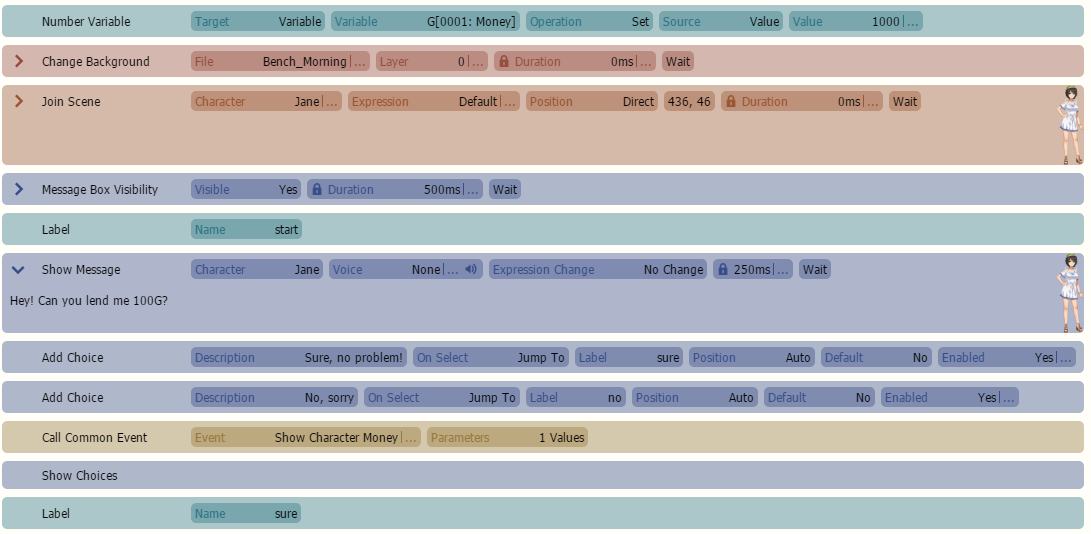 Number Variable Target Variable Variable G[0001: Money] Operation Set Source Value Value 1000|...
Change Background File Bench_Morning|... Layer 0|... Duration 0ms|... Wait
Join Scene Character Jane|... Expression Default|... Position Direct 436, 46 Duration 0ms|... Wait
Message Box Visibility Visible Yes Duration 500ms|... Wait
Label Name start
Show Message Character Jane Voice None|... Expression Change No Change 250ms|... Wait
Hey! Can you lend me 100G?
Add Choice Description Sure, no problem! On Select Jump To Label sure Position Auto Default No Enabled Yes|...
Add Choice Description No, sorry On Select Jump To Label no Position Auto Default No Enabled Yes|...
Call Common Event Event Show Character Money|... Parameters 1 Values
Show Choices
Label Name sure